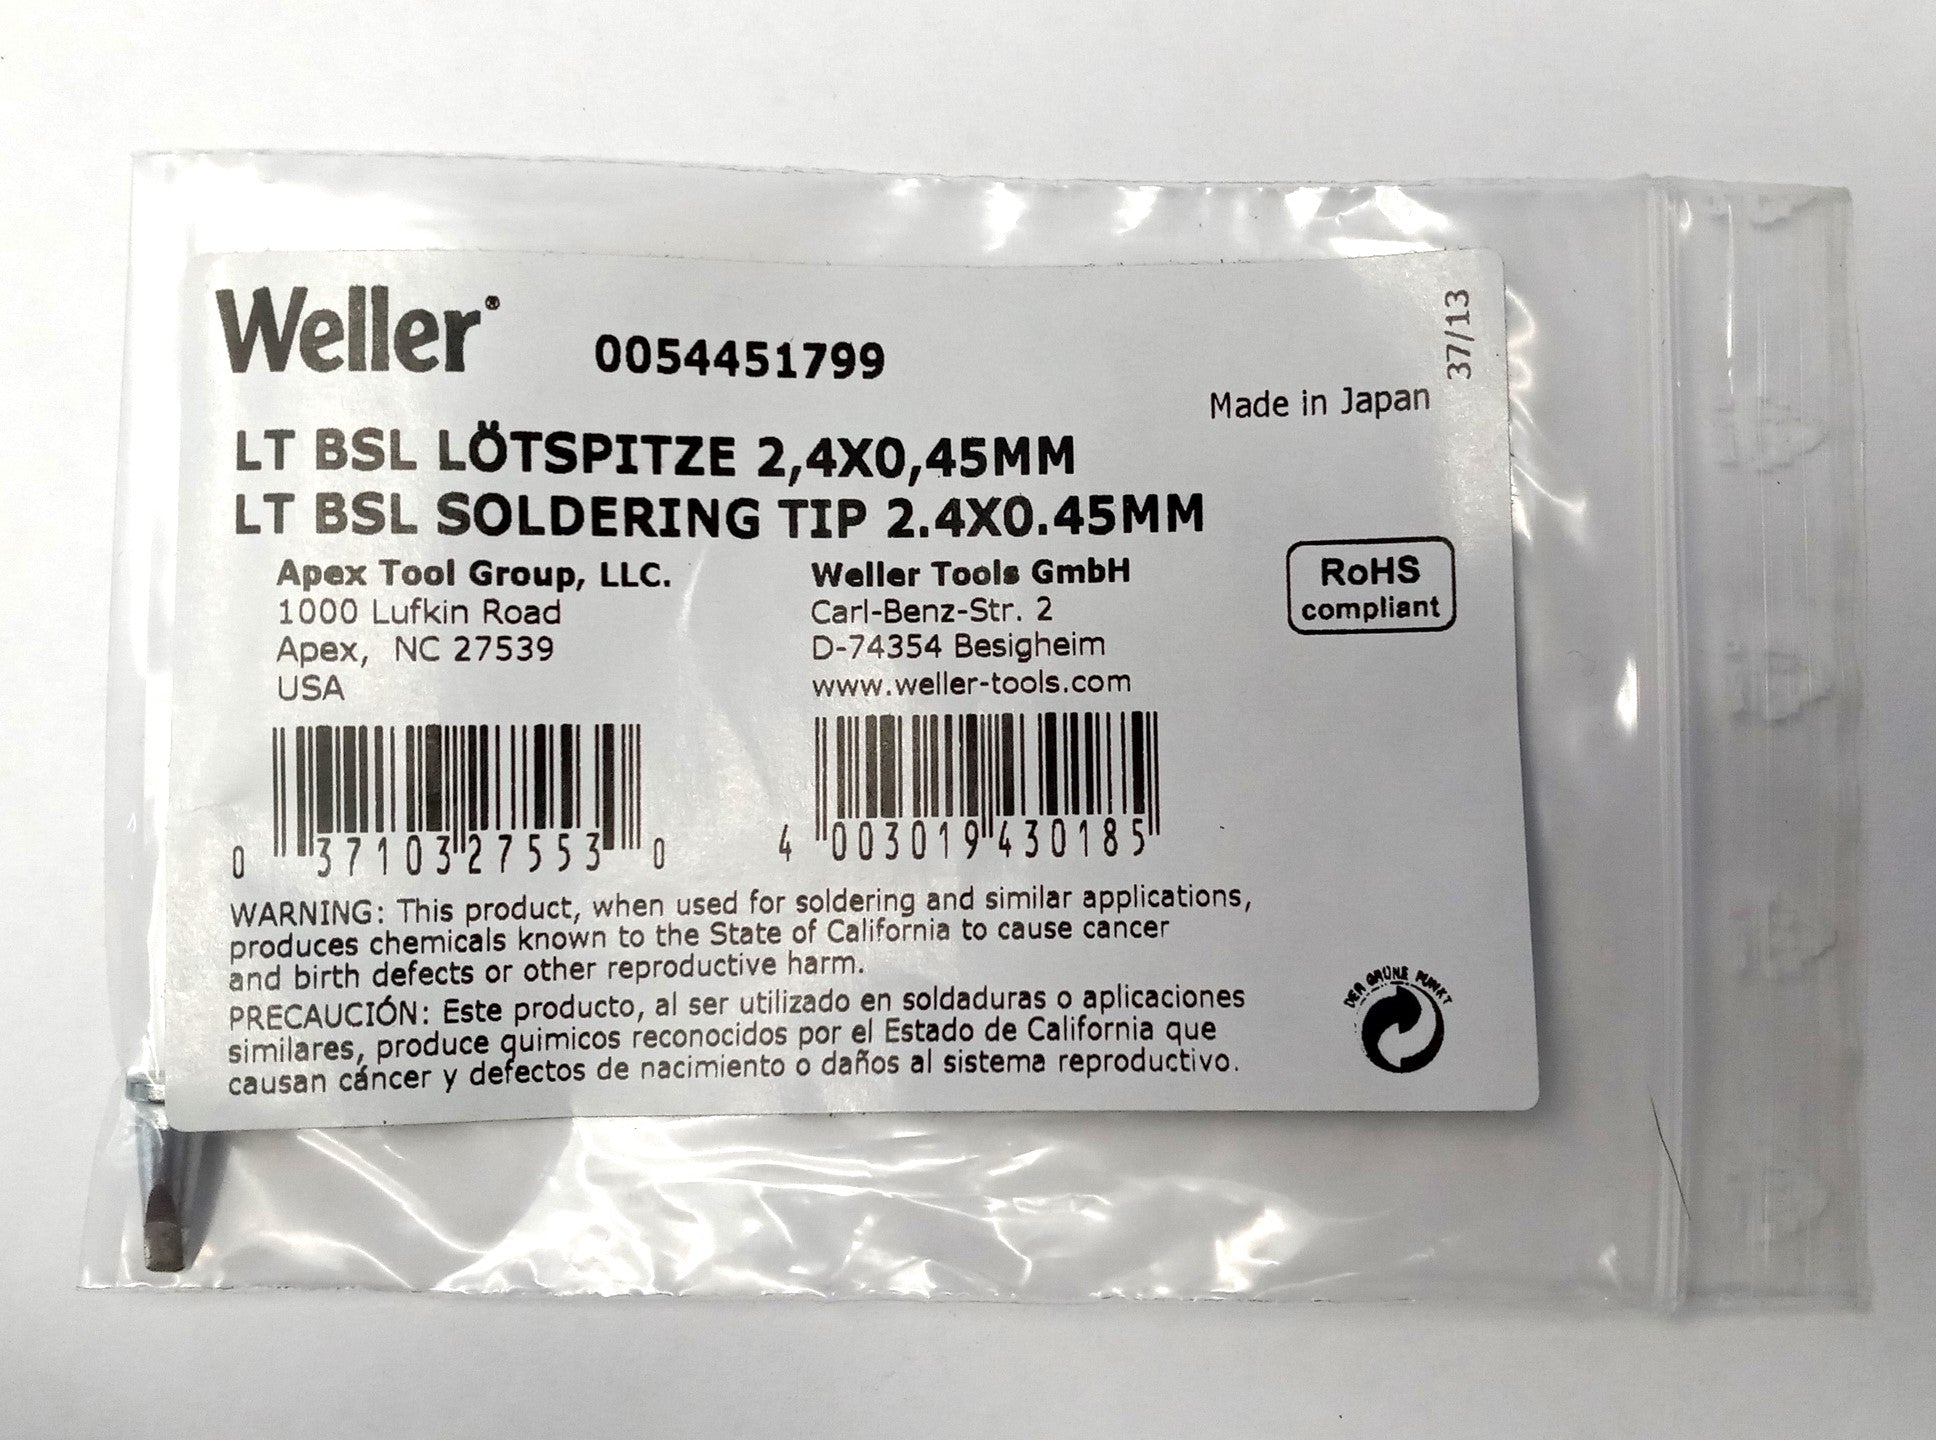 Weller®
0054451799
37/13
Made in Japan
LT BSL LÖTSPITZE 2,4X0,45MM
LT BSL SOLDERING TIP 2.4X0.45MM
Apex Tool Group, LLC.
1000 Lufkin Road
Apex, NC 27539
USA
Weller Tools GmbH
Carl-Benz-Str. 2
D-74354 Besigheim
www.weller-tools.com
RoHS
compliant
0 37103 27553 0
4 003019 430185
WARNING: This product, when used for soldering and similar applications,
produces chemicals known to the State of California to cause cancer
and birth defects or other reproductive harm.
PRECAUCIÓN: Este producto, al ser utilizado en soldaduras o aplicaciones
similares, produce quimicos reconocidos por el Estado de California que
causan cáncer y defectos de nacimiento o daños al sistema reproductivo.
DER GRÜNE PUNKT